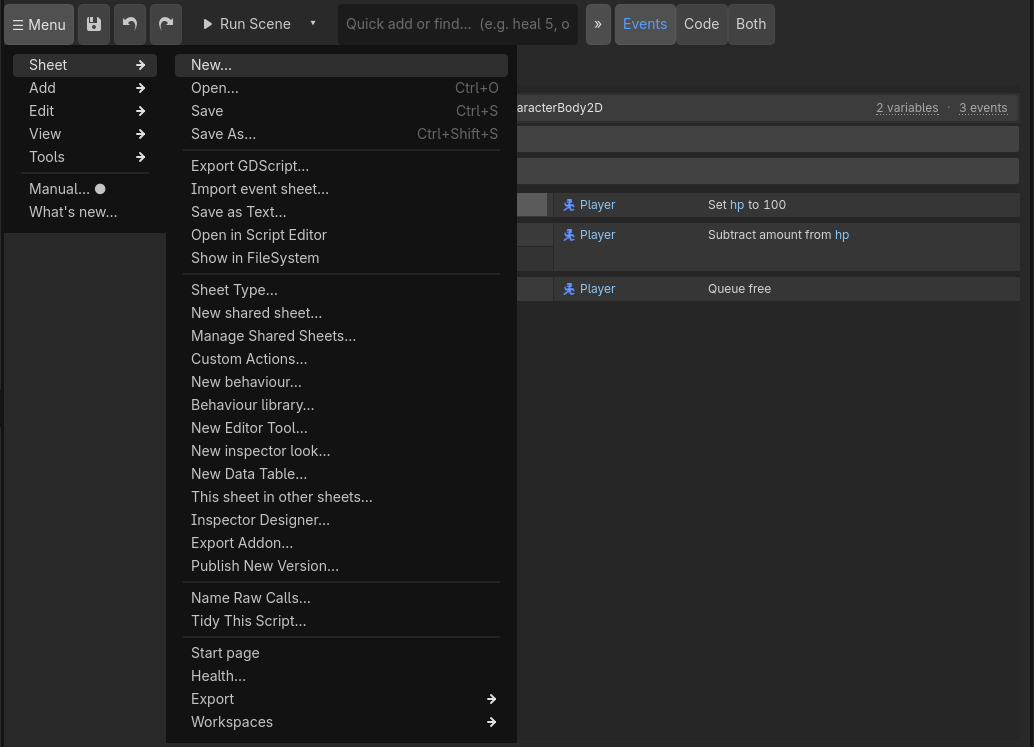 ☰ Menu
Run Scene
Quick add or find... (e.g. heal 5, o
»
Events
Code
Both
Sheet
Add
Edit
View
Tools
Manual...
What's new...
New...
Open... Ctrl+O
Save Ctrl+S
Save As... Ctrl+Shift+S
Export GDScript...
Import event sheet...
Save as Text...
Open in Script Editor
Show in FileSystem
Sheet Type...
New shared sheet...
Manage Shared Sheets...
Custom Actions...
New behaviour...
Behaviour library...
New Editor Tool...
New inspector look...
New Data Table...
This sheet in other sheets...
Inspector Designer...
Export Addon...
Publish New Version...
Name Raw Calls...
Tidy This Script...
Start page
Health...
Export
Workspaces
aracterBody2D
2 variables · 3 events
Player Set hp to 100
Player Subtract amount from hp
Player Queue free